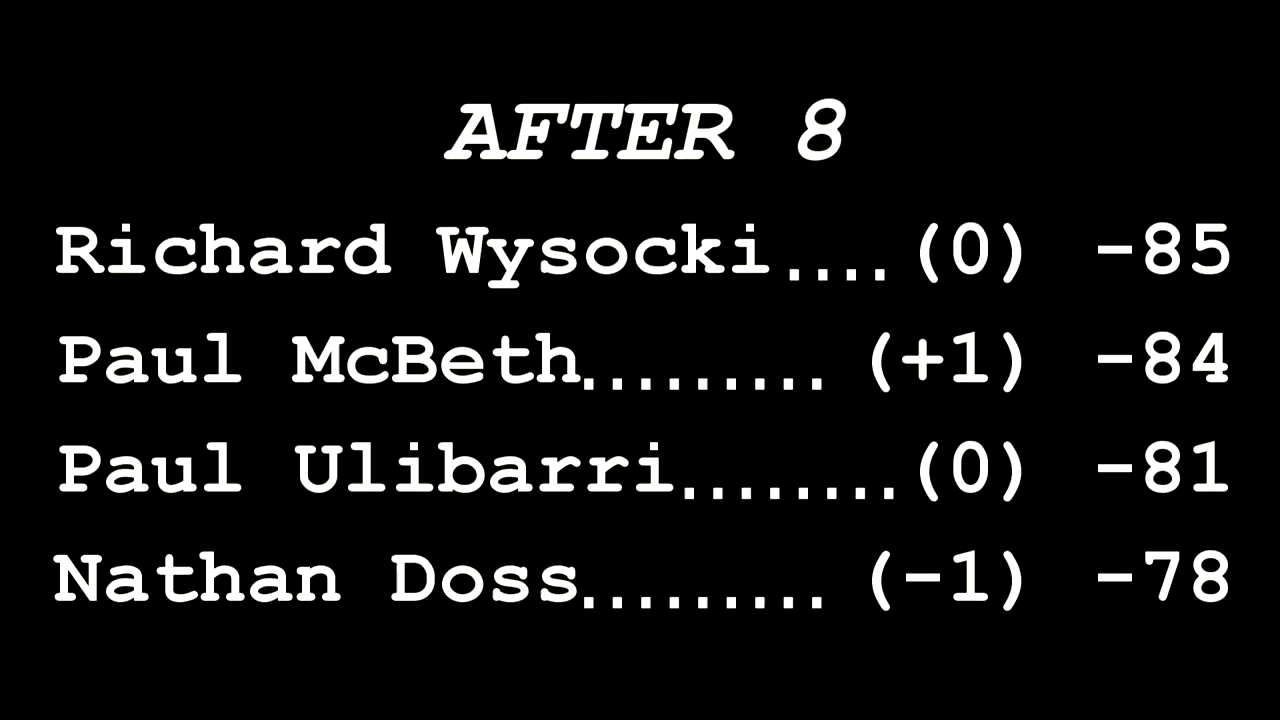 AFTER 8
Richard Wysocki....(0) -85
Paul McBeth......... (+1) -84
Paul Ulibarri........(0) -81
Nathan Doss......... (-1) -78